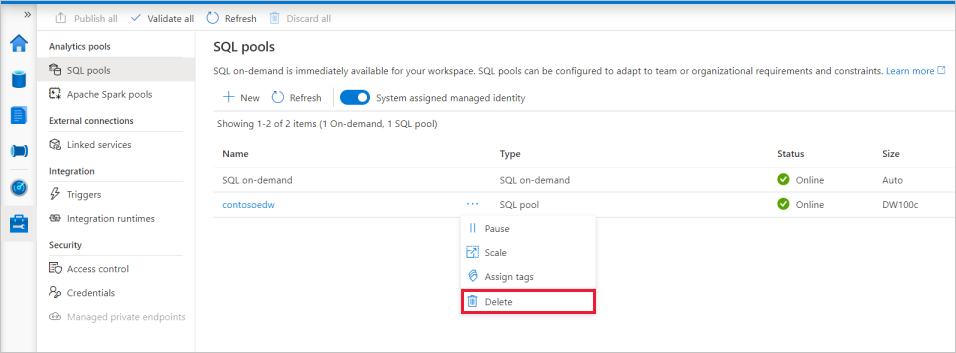 »
Publish all Validate all Refresh Discard all
Analytics pools
SQL pools
Apache Spark pools
External connections
Linked services
Integration
Triggers
Integration runtimes
Security
Access control
Credentials
Managed private endpoints
SQL pools
SQL on-demand is immediately available for your workspace. SQL pools can be configured to adapt to team or organizational requirements and constraints. Learn more
New Refresh System assigned managed identity
Showing 1-2 of 2 items (1 On-demand, 1 SQL pool)
Name Type Status Size
SQL on-demand SQL on-demand Online Auto
contosoedw ... SQL pool Online DW100c
Pause
Scale
Assign tags
Delete